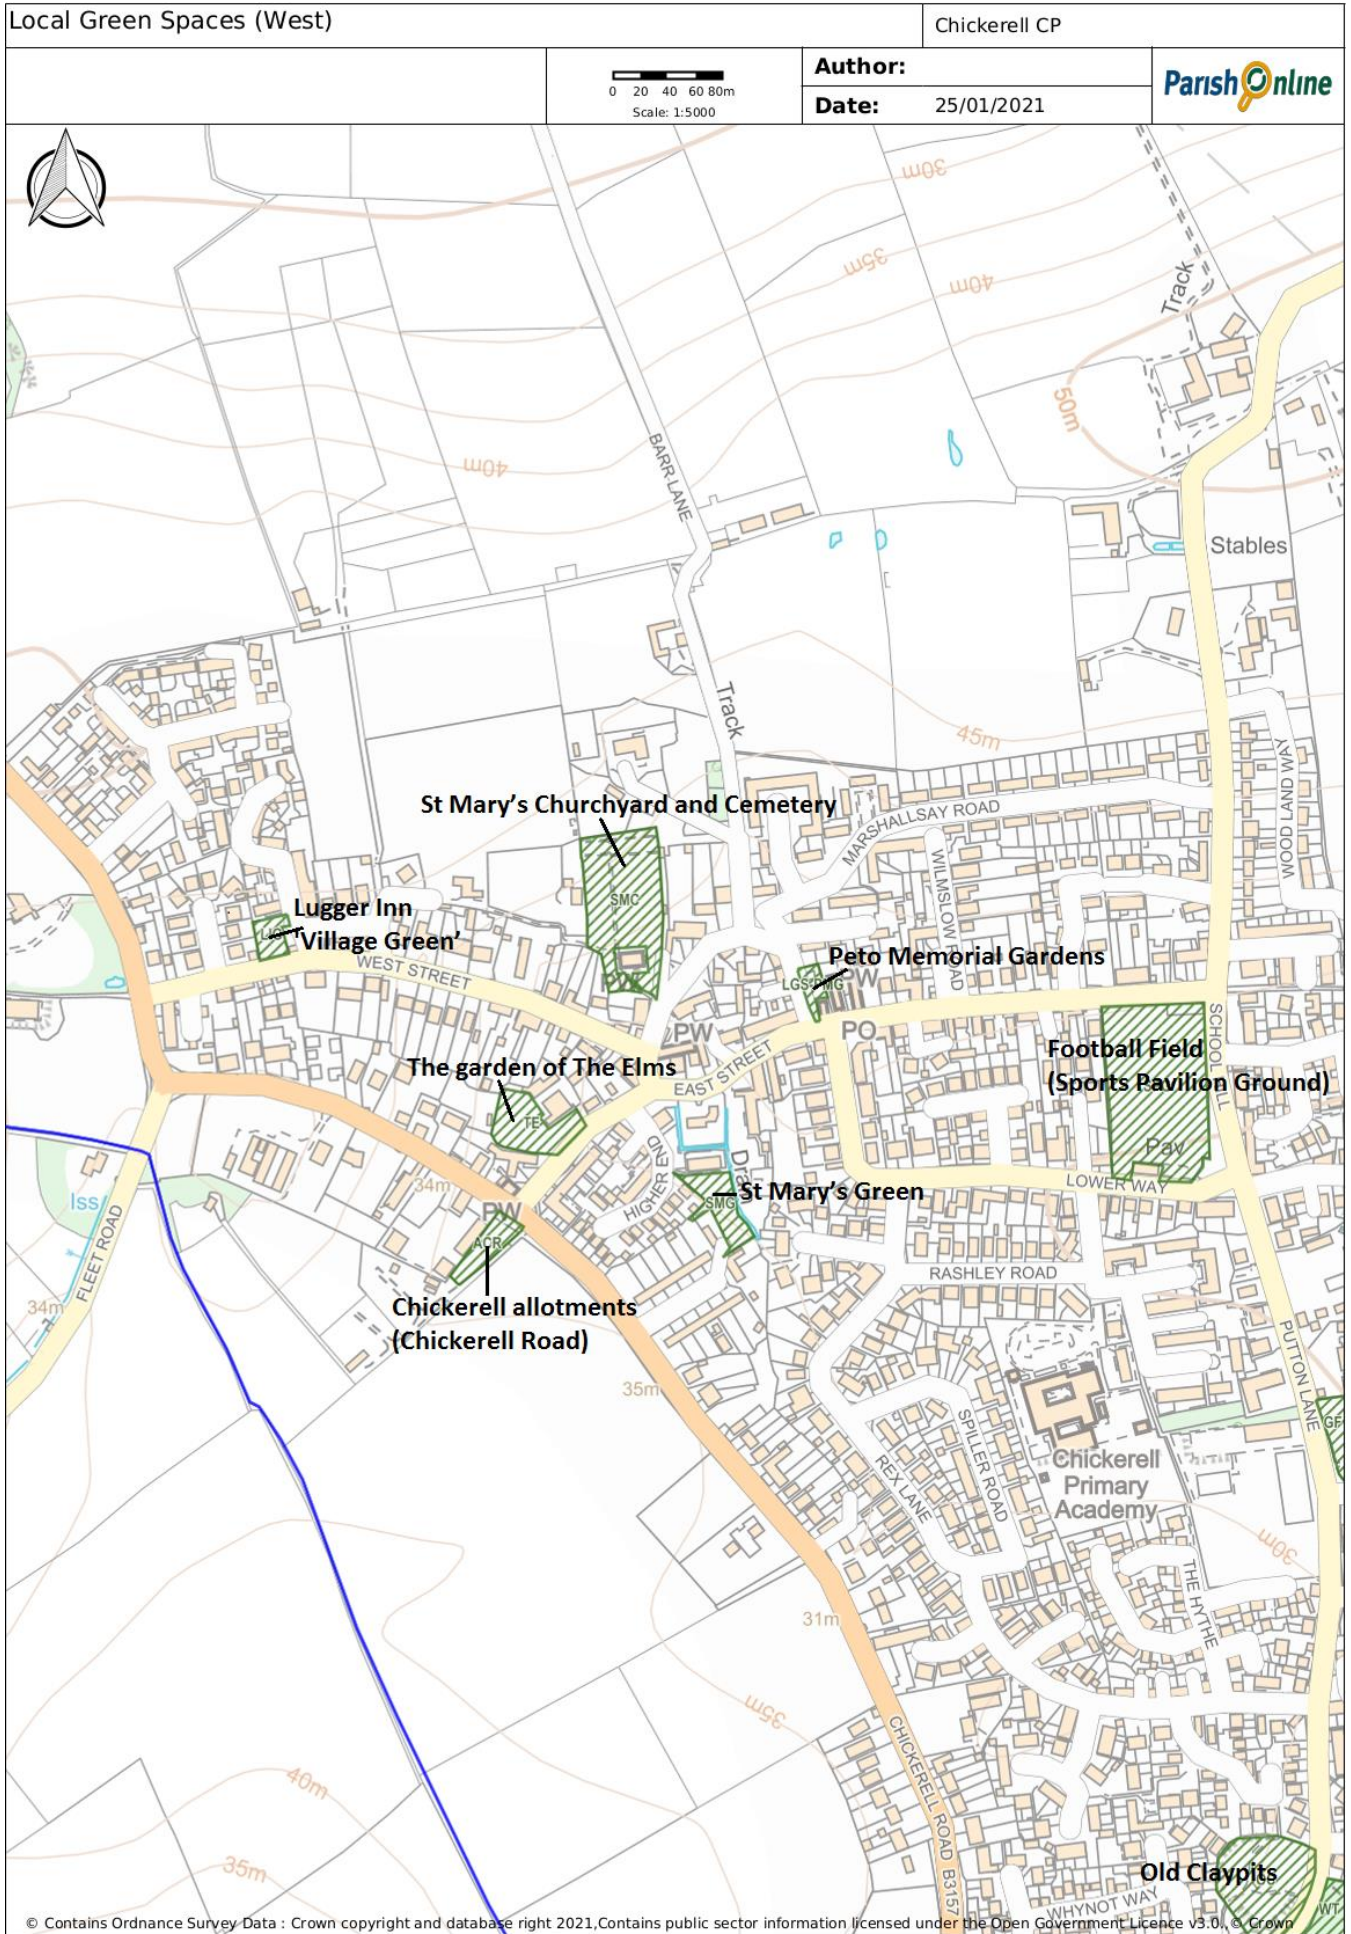 Local Green Spaces (West)
Chickerell CP
0 20 40 60 80m
Scale: 1:5000
Author:
Date: 25/01/2021
Parish Online
30m
35m
40m
Track
50m
40m
BARR LANE
Stables
Track
45m
WOOD LAND WAY
St Mary's Churchyard and Cemetery
MARSHALLSAY ROAD
WILMSLOW ROAD
SMC
Lugger Inn
'Village Green'
WEST STREET
Peto Memorial Gardens
LGS-PMG
PW
PW
PO
PW
SCHOOL HILL
Football Field
(Sports Pavilion Ground)
The garden of The Elms
EAST STREET
TE
Pav
HIGHER END
Drain
LOWER WAY
34m
St Mary's Green
SMG
PW
Iss
ACR
FLEET ROAD
RASHLEY ROAD
34m
Chickerell allotments
(Chickerell Road)
PUTTON LANE
35m
GF
SPILLER ROAD
REX LANE
Chickerell
Primary
Academy
30m
THE HYTHE
31m
35m
CHICKERELL ROAD B3157
40m
35m
Old Claypits
WHYNOT WAY
WT
© Contains Ordnance Survey Data : Crown copyright and database right 2021,Contains public sector information licensed under the Open Government Licence v3.0.,© Crown